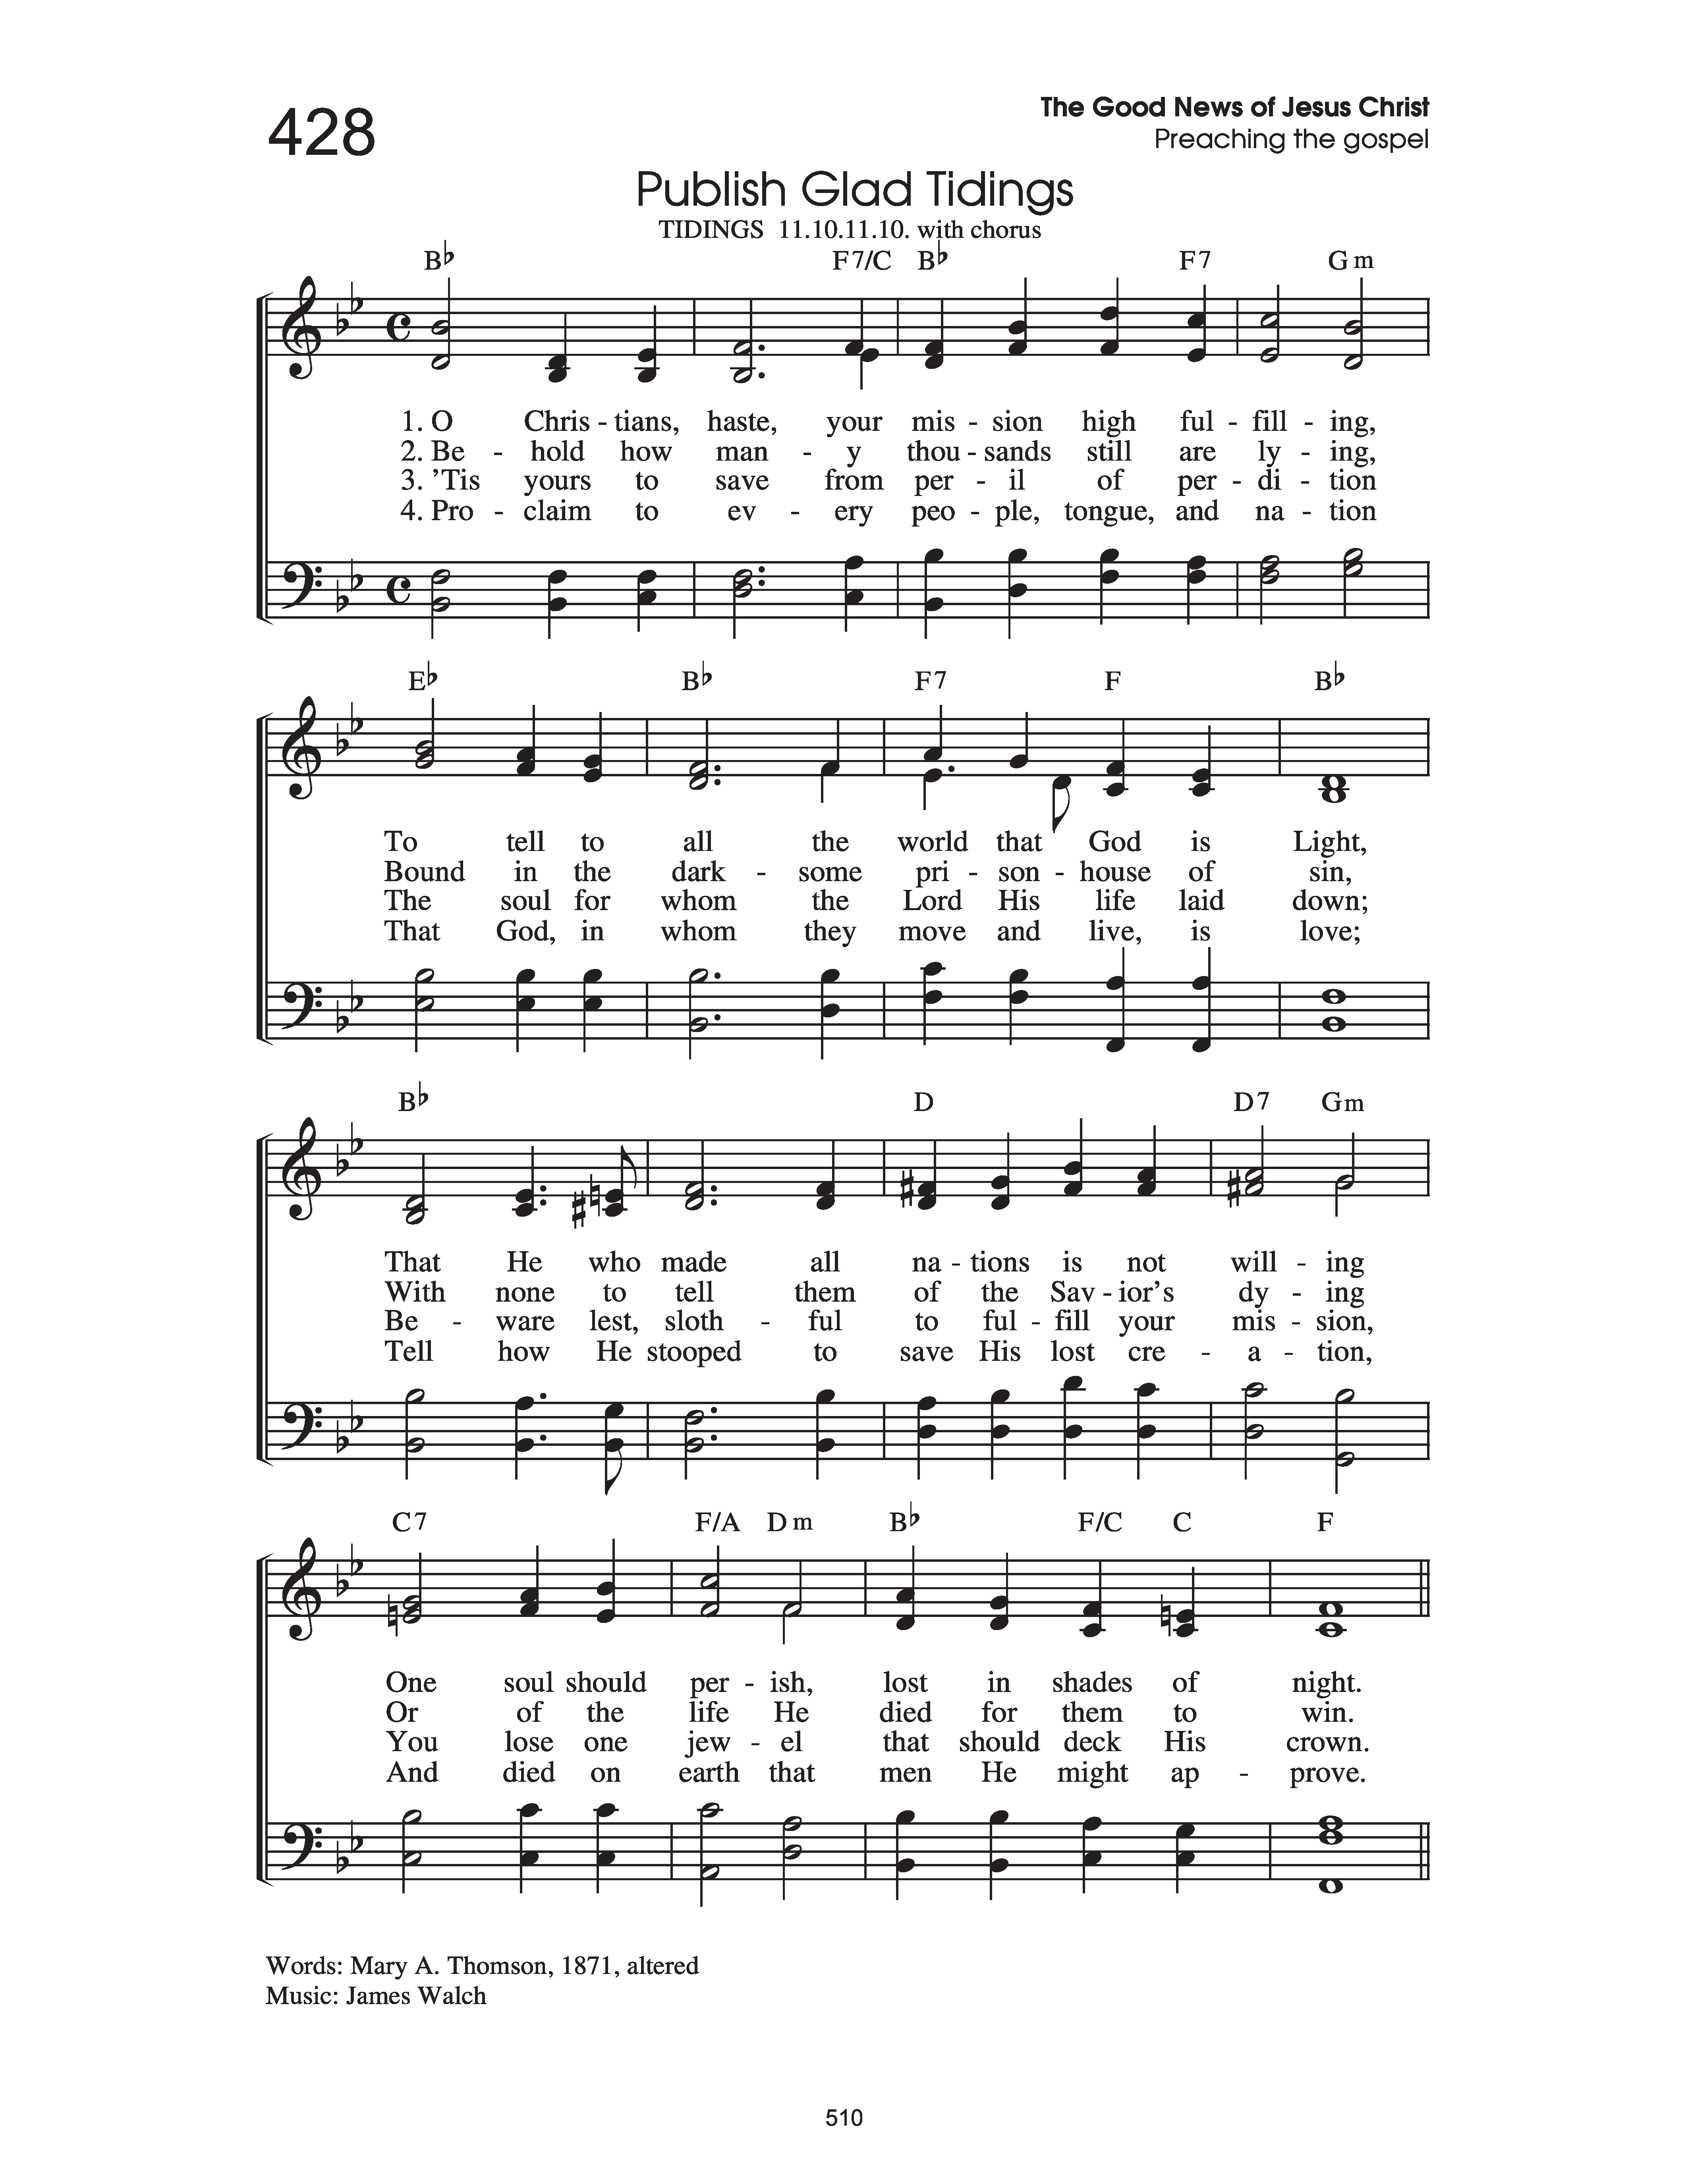 428
The Good News of Jesus Christ
Preaching the gospel
Publish Glad Tidings
TIDINGS 11.10.11.10. with chorus
B♭ F7/C B♭ F7 Gm
1. O Chris - tians, haste, your mis - sion high ful - fill - ing,
2. Be - hold how man - y thou - sands still are ly - ing,
3. ’Tis yours to save from per - il of per - di - tion
4. Pro - claim to ev - ery peo - ple, tongue, and na - tion
E♭ B♭ F7 F B♭
To tell to all the world that God is Light,
Bound in the dark - some pri - son - house of sin,
The soul for whom the Lord His life laid down;
That God, in whom they move and live, is love;
B♭ D D7 Gm
That He who made all na - tions is not will - ing
With none to tell them of the Sav - ior’s dy - ing
Be - ware lest, sloth - ful to ful - fill your mis - sion,
Tell how He stooped to save His lost cre - a - tion,
C7 F/A Dm B♭ F/C C F
One soul should per - ish, lost in shades of night.
Or of the life He died for them to win.
You lose one jew - el that should deck His crown.
And died on earth that men He might ap - prove.
Words: Mary A. Thomson, 1871, altered
Music: James Walch
510